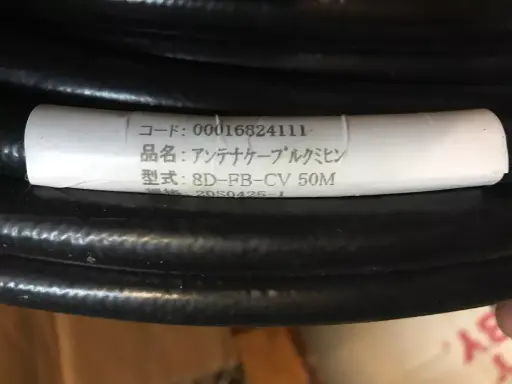 コード: 00016824111
品名: アンテナケーブルクミヒン
型式: 8D-FB-CV 50M
BY